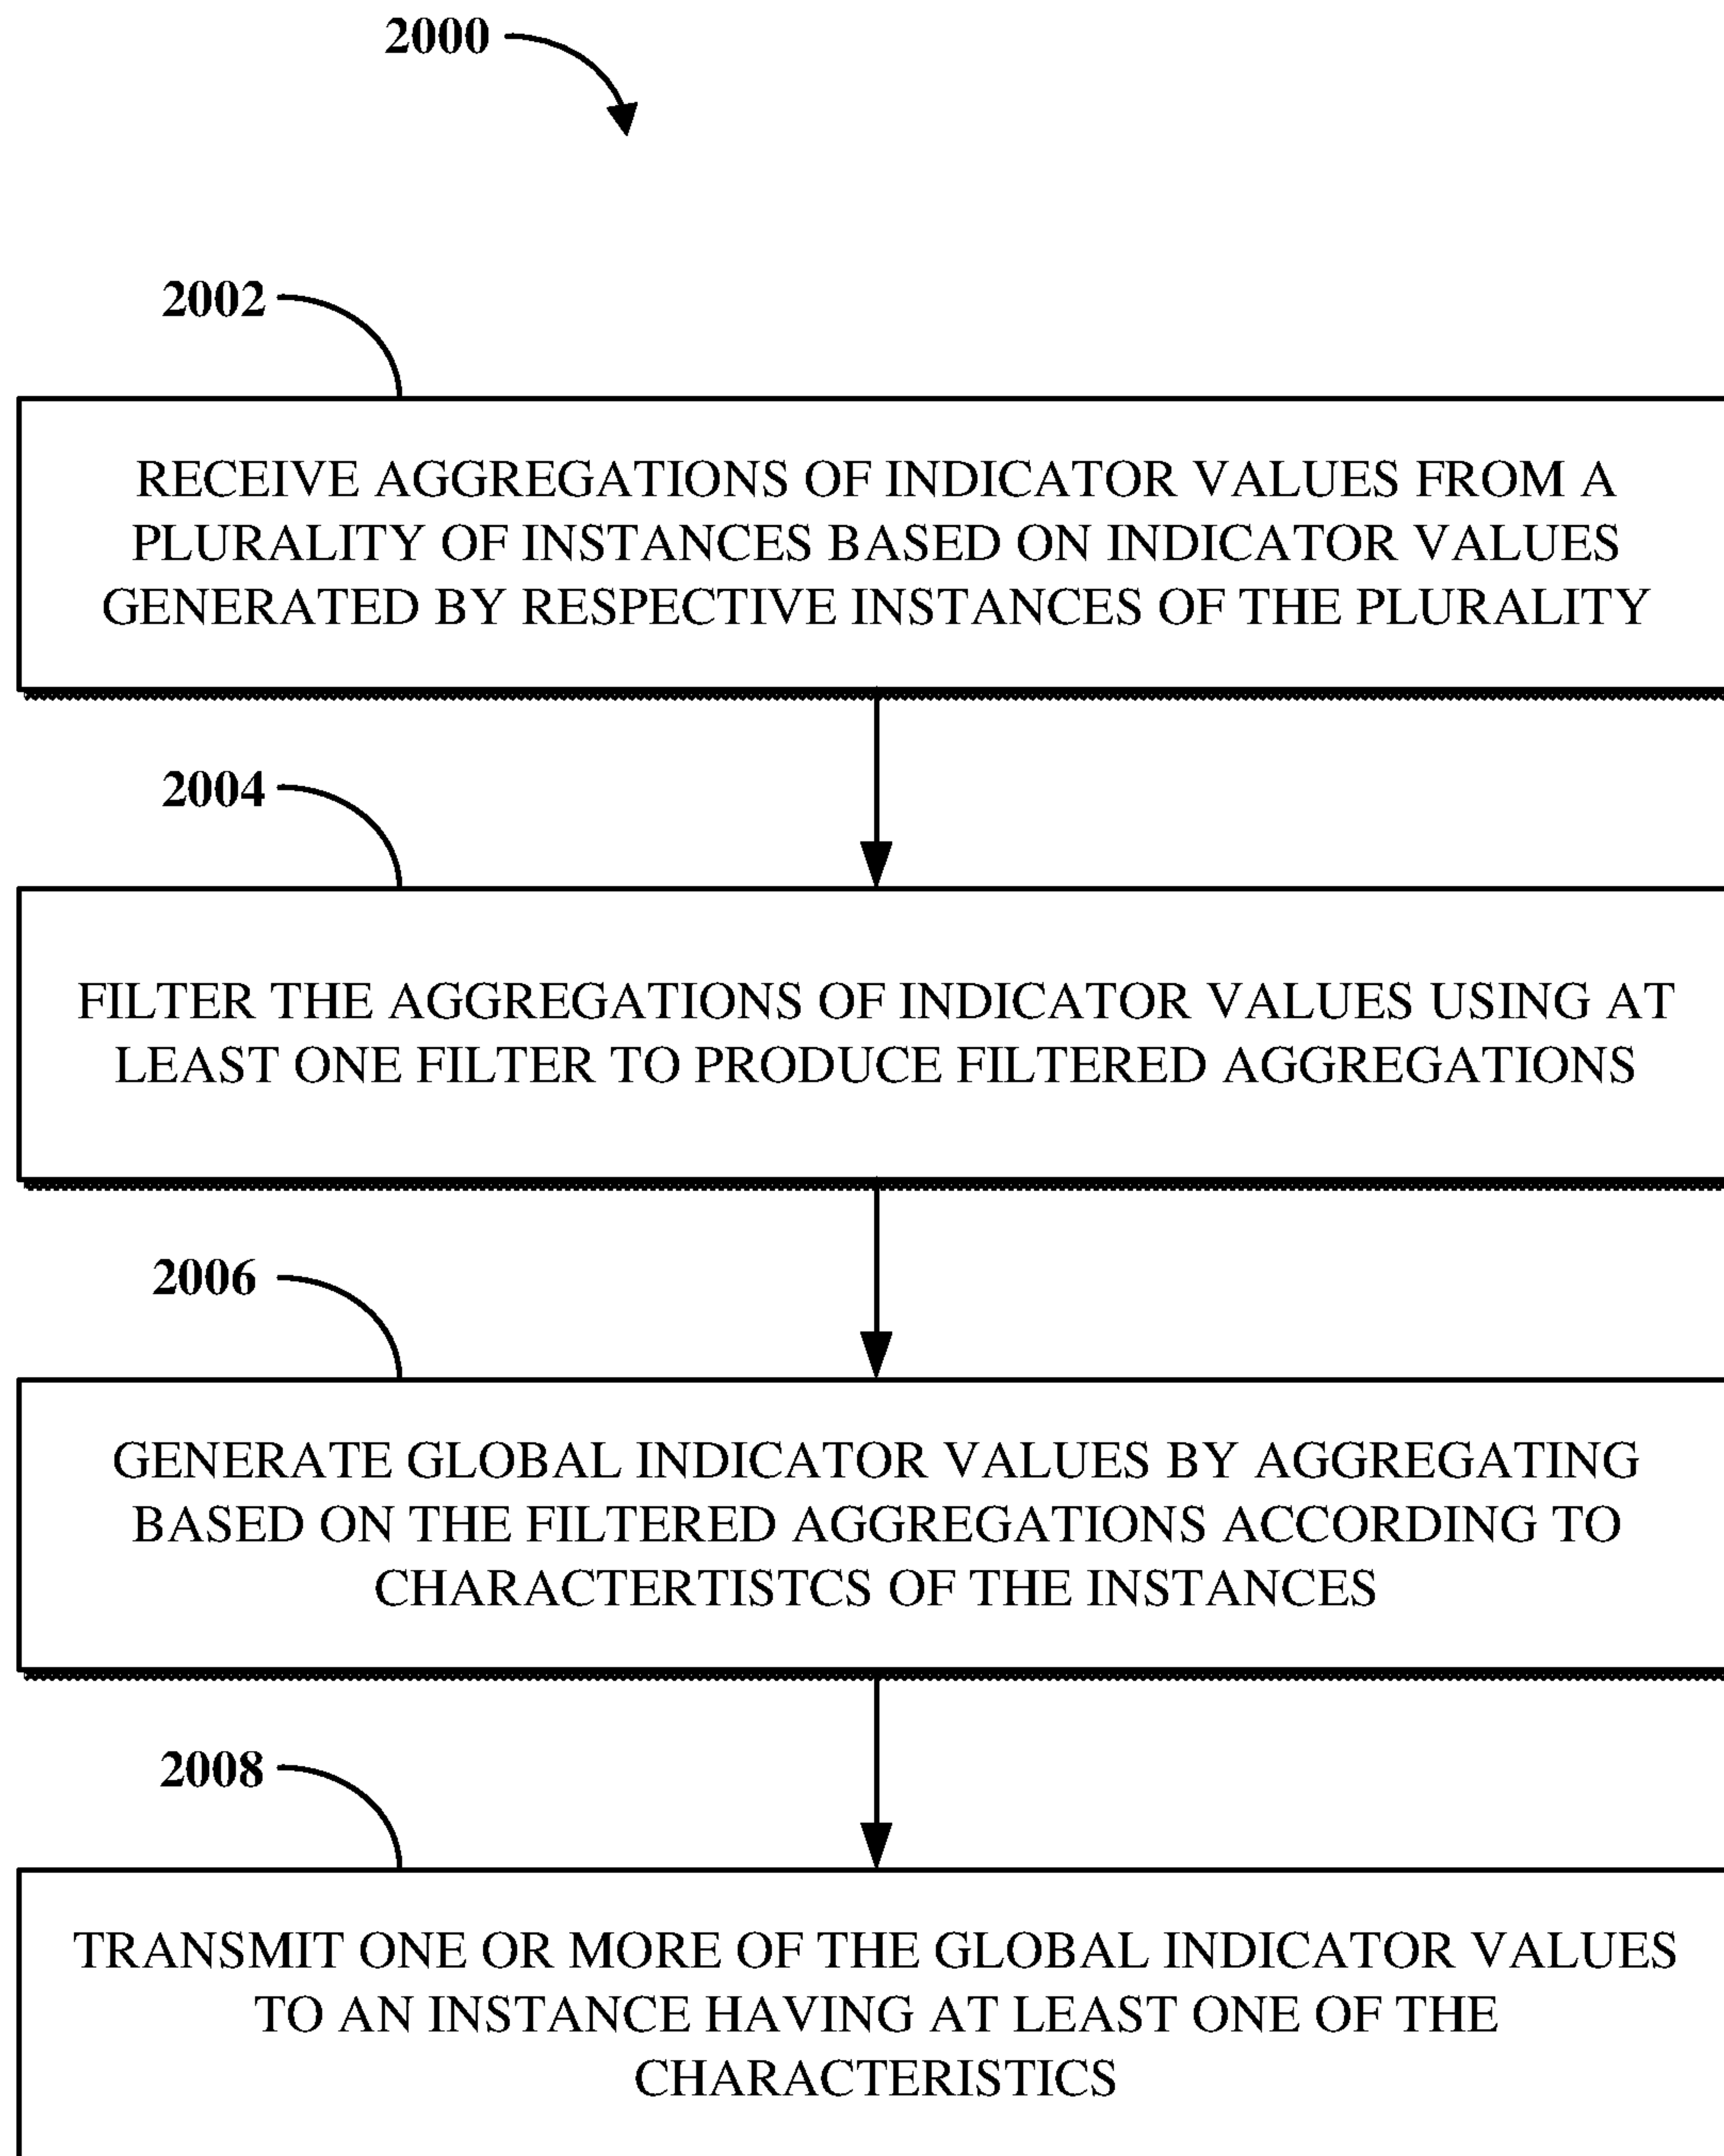 2000
2002
RECEIVE AGGREGATIONS OF INDICATOR VALUES FROM A
PLURALITY OF INSTANCES BASED ON INDICATOR VALUES
GENERATED BY RESPECTIVE INSTANCES OF THE PLURALITY
2004
FILTER THE AGGREGATIONS OF INDICATOR VALUES USING AT
LEAST ONE FILTER TO PRODUCE FILTERED AGGREGATIONS
2006
GENERATE GLOBAL INDICATOR VALUES BY AGGREGATING
BASED ON THE FILTERED AGGREGATIONS ACCORDING TO
CHARACTERTISTCS OF THE INSTANCES
2008
TRANSMIT ONE OR MORE OF THE GLOBAL INDICATOR VALUES
TO AN INSTANCE HAVING AT LEAST ONE OF THE
CHARACTERISTICS